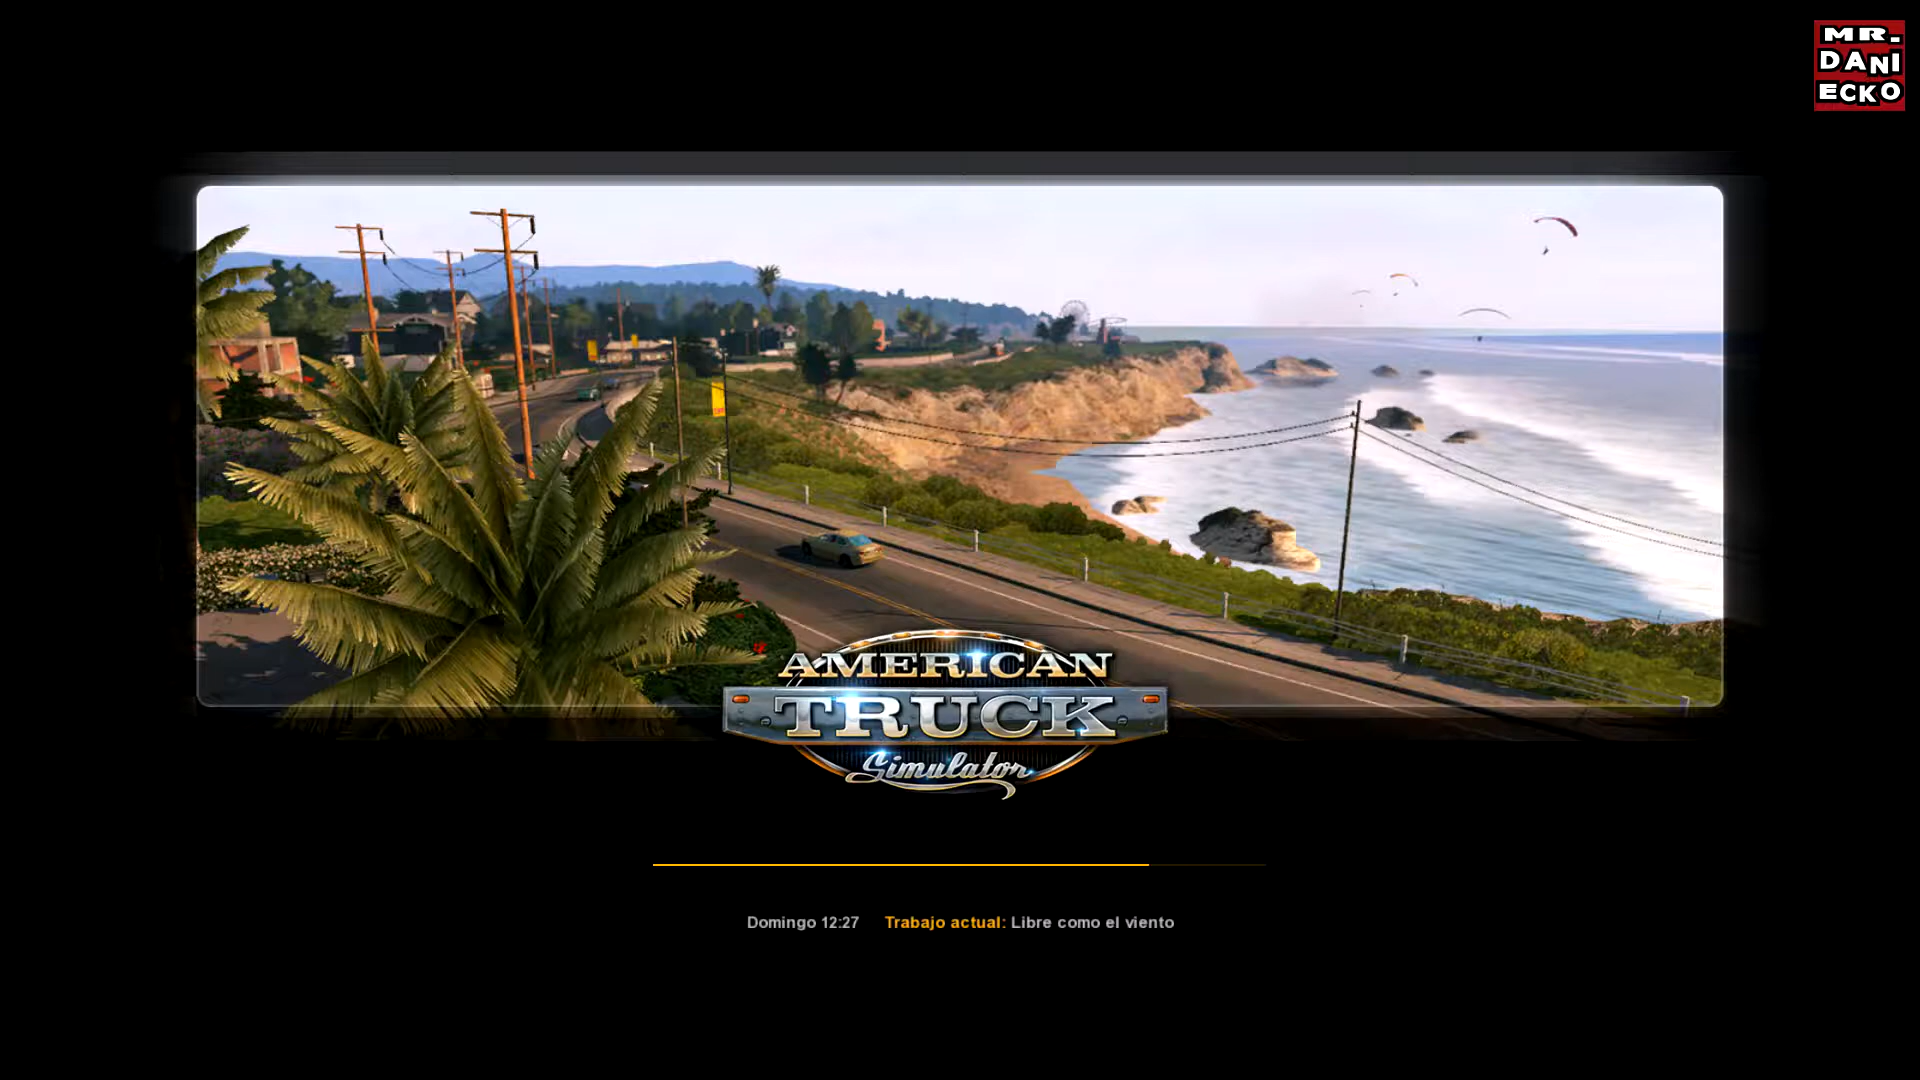 MR.
DANI
ECKO
AMERICAN
TRUCK
Simulator
Domingo 12:27 Trabajo actual: Libre como el viento